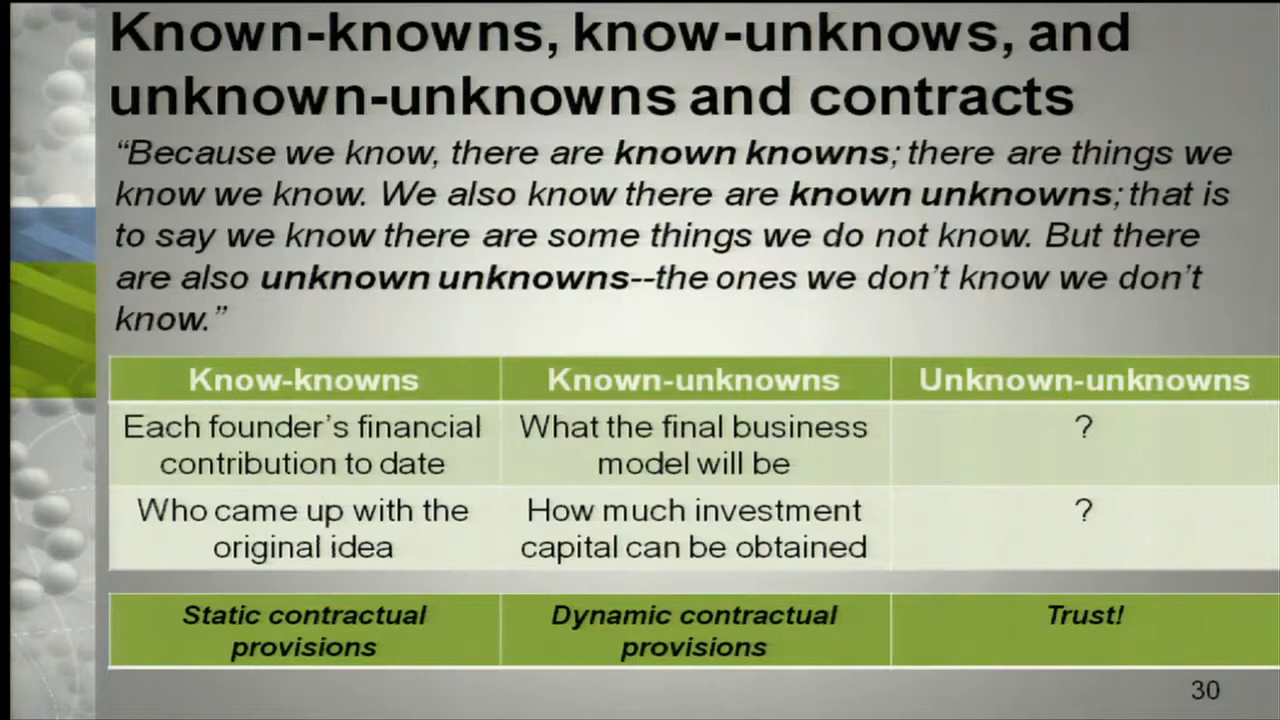 Known-knowns, know-unknows, and
unknown-unknowns and contracts
“Because we know, there are known knowns; there are things we
know we know. We also know there are known unknowns; that is
to say we know there are some things we do not know. But there
are also unknown unknowns--the ones we don’t know we don’t
know.”
Know-knowns Known-unknowns Unknown-unknowns
Each founder’s financial
contribution to date
What the final business
model will be
?
Who came up with the
original idea
How much investment
capital can be obtained
?
Static contractual
provisions
Dynamic contractual
provisions
Trust!
30